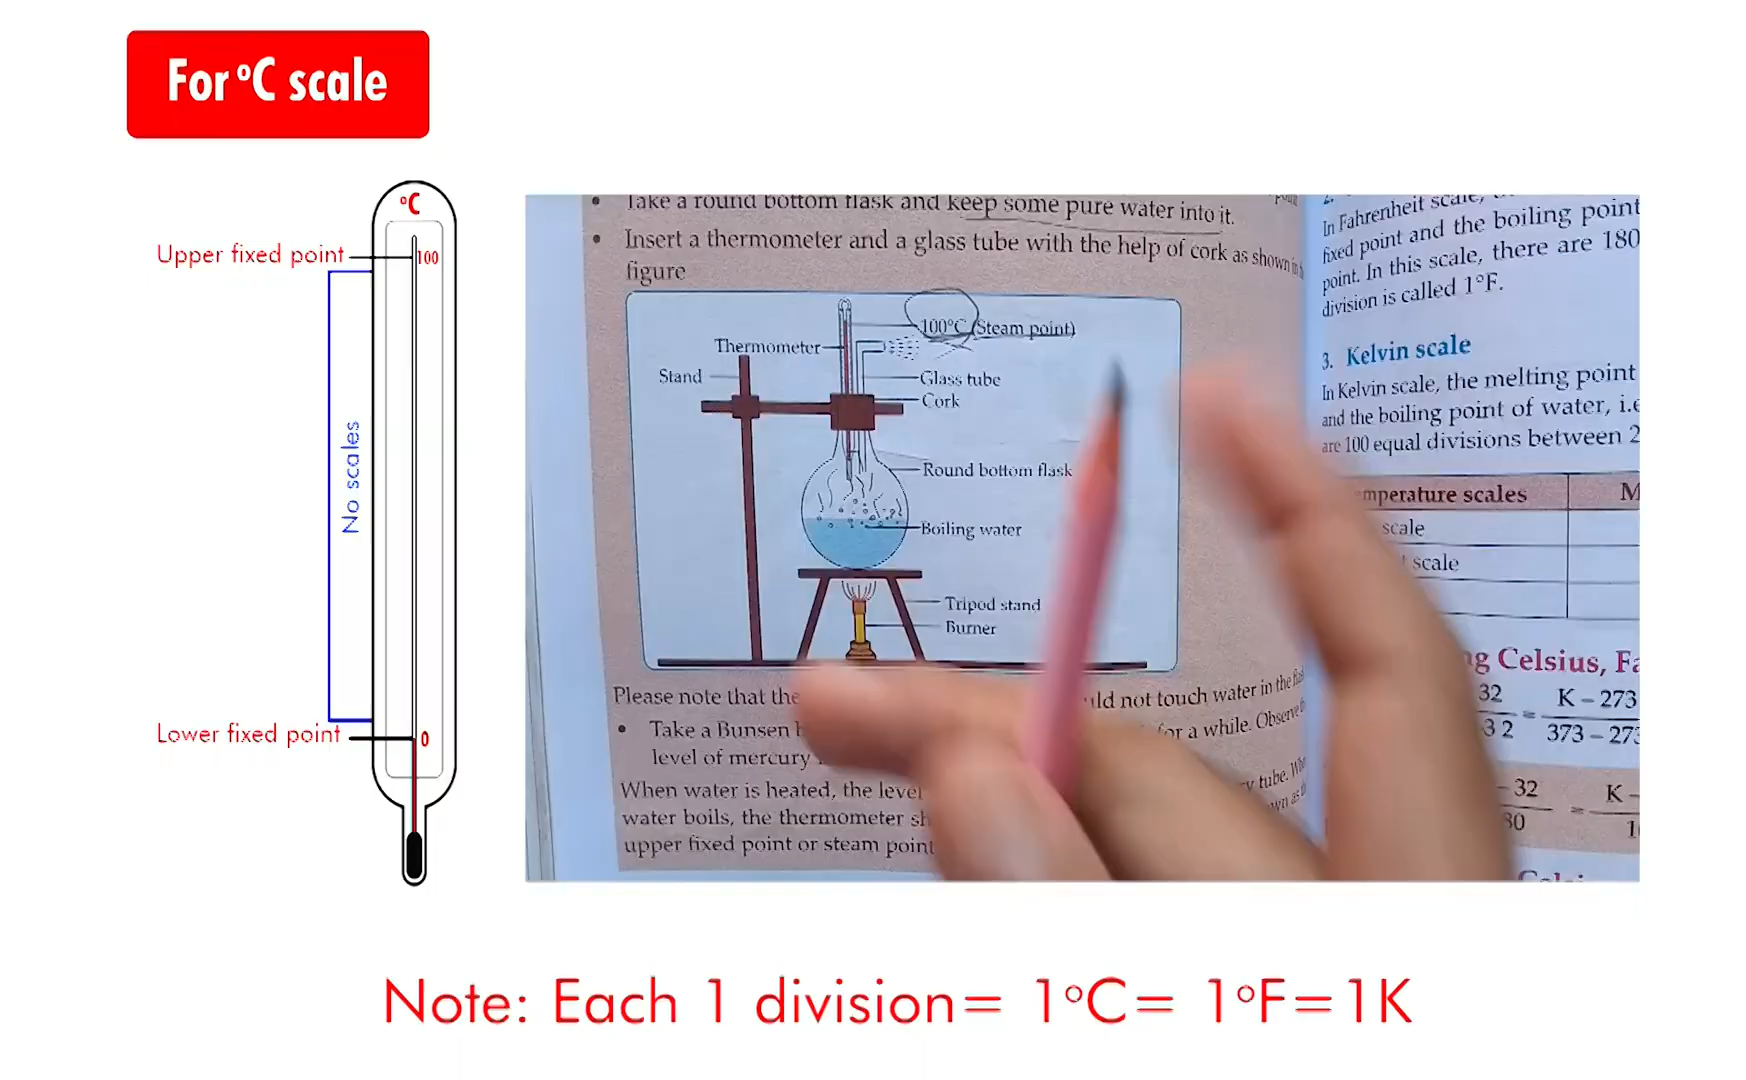 For °C scale
°C
Upper fixed point
100
No scales
Lower fixed point
0
Take a round bottom flask and keep some pure water into it.
Insert a thermometer and a glass tube with the help of cork as shown in
figure
100°C (Steam point)
Thermometer
Stand
Glass tube
Cork
Round bottom flask
Boiling water
Tripod stand
Burner
Please note that the
not touch water in the
Take a Bunsen
for a while. Observe
level of mercury
When water is heated, the level
tube.
water boils, the thermometer
upper fixed point or steam point
In Fahrenheit scale,
fixed point and the boiling point
point. In this scale, there are 180
division is called 1°F.
3. Kelvin scale
In Kelvin scale, the melting point
and the boiling point of water, i.e
are 100 equal divisions between 2
scales
M
scale
scale
Celsius,
32
= K - 273
32
373 - 273
- 32
= K -
80
Note: Each 1 division= 1°C= 1°F=1K